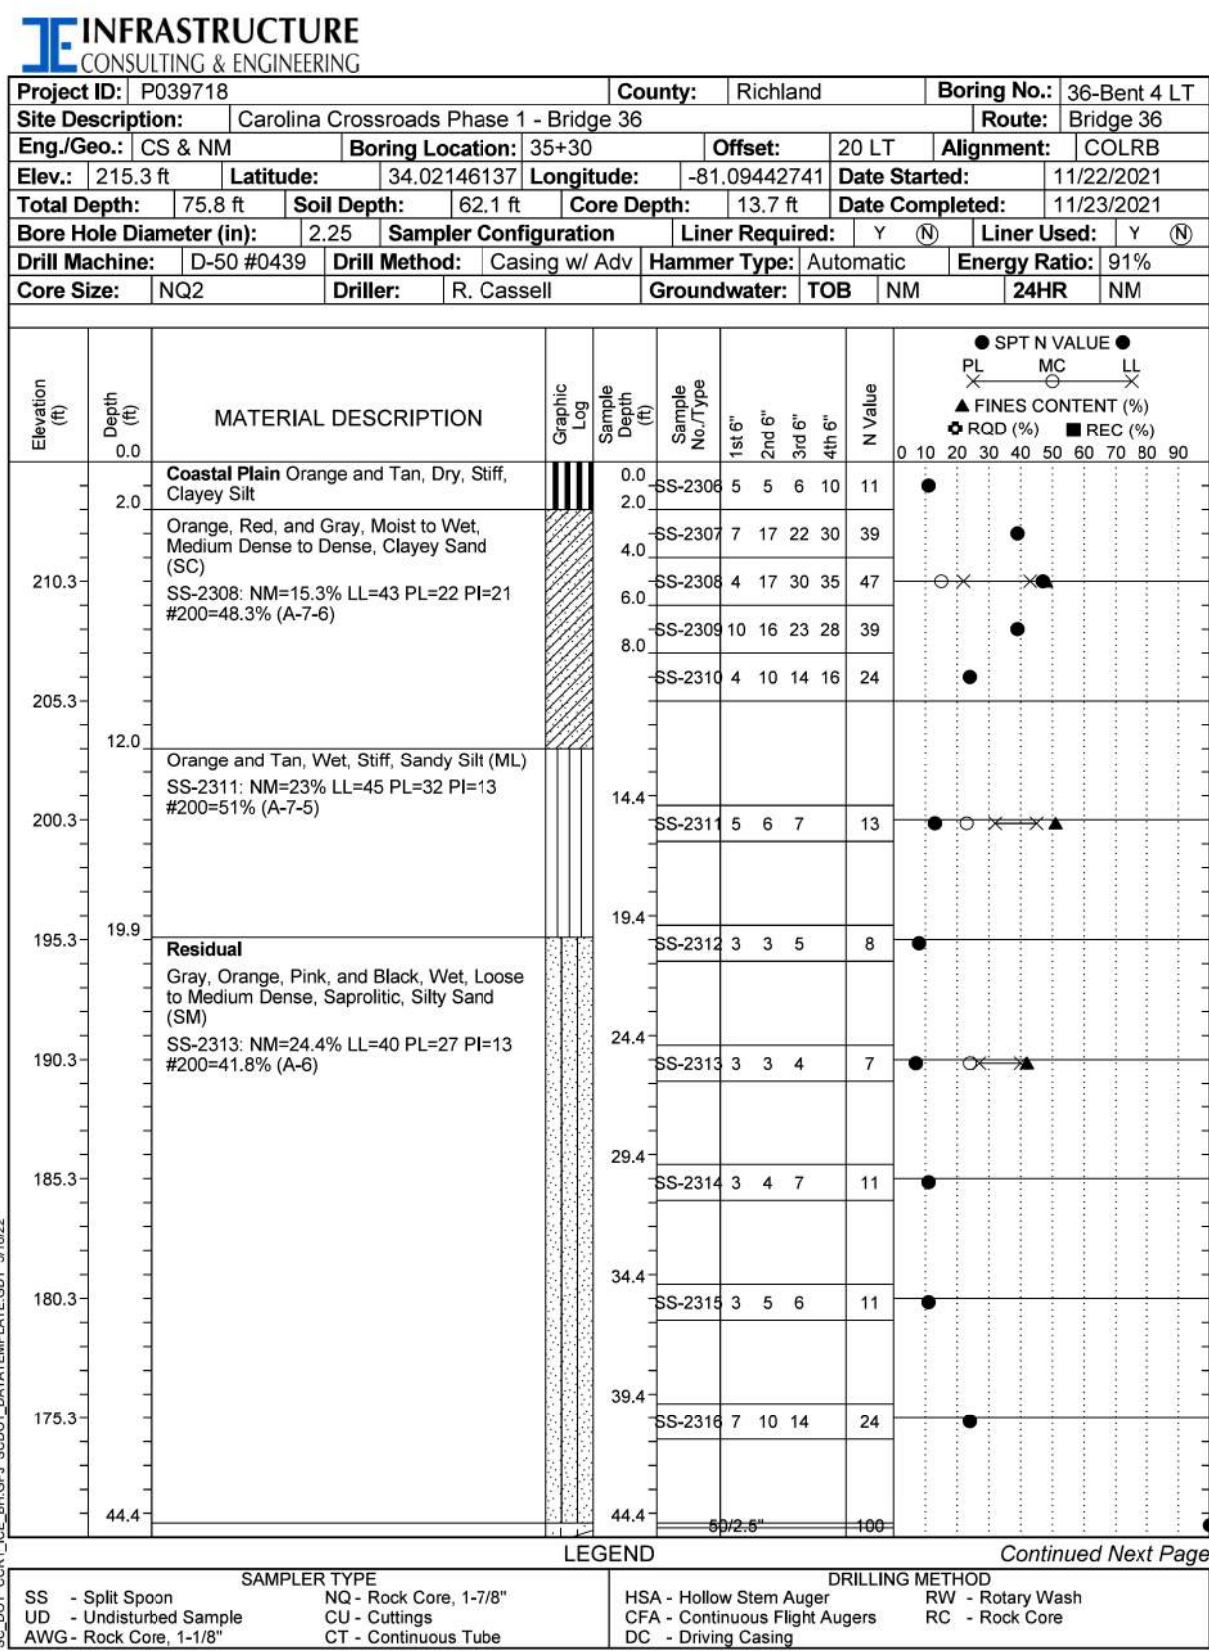 INFRASTRUCTURE
CONSULTING & ENGINEERING
Project ID: P039718 County: Richland Boring No.: 36-Bent 4 LT
Site Description: Carolina Crossroads Phase 1 - Bridge 36 Route: Bridge 36
Eng./Geo.: CS & NM Boring Location: 35+30 Offset: 20 LT Alignment: COLRB
Elev.: 215.3 ft Latitude: 34.02146137 Longitude: -81.09442741 Date Started: 11/22/2021
Total Depth: 75.8 ft Soil Depth: 62.1 ft Core Depth: 13.7 ft Date Completed: 11/23/2021
Bore Hole Diameter (in): 2.25 Sampler Configuration Liner Required: Y N Liner Used: Y N
Drill Machine: D-50 #0439 Drill Method: Casing w/ Adv Hammer Type: Automatic Energy Ratio: 91%
Core Size: NQ2 Driller: R. Cassell Groundwater: TOB NM 24HR NM
Elevation (ft) Depth (ft) 0.0 MATERIAL DESCRIPTION Graphic Log Sample Depth (ft) Sample No./Type 1st 6" 2nd 6" 3rd 6" 4th 6" N Value
● SPT N VALUE ●
PL MC LL
▲ FINES CONTENT (%)
RQD (%) ■ REC (%)
0 10 20 30 40 50 60 70 80 90
Coastal Plain Orange and Tan, Dry, Stiff,
Clayey Silt
0.0
SS-2306 5 5 6 10 11
2.0 2.0
Orange, Red, and Gray, Moist to Wet,
Medium Dense to Dense, Clayey Sand
(SC)
SS-2307 7 17 22 30 39
4.0
210.3 SS-2308 4 17 30 35 47
SS-2308: NM=15.3% LL=43 PL=22 PI=21
#200=48.3% (A-7-6)
6.0
SS-2309 10 16 23 28 39
8.0
SS-2310 4 10 14 16 24
205.3
12.0
Orange and Tan, Wet, Stiff, Sandy Silt (ML)
SS-2311: NM=23% LL=45 PL=32 PI=13
#200=51% (A-7-5)
14.4
200.3 SS-2311 5 6 7 13
19.4
19.9
195.3 SS-2312 3 3 5 8
Residual
Gray, Orange, Pink, and Black, Wet, Loose
to Medium Dense, Saprolitic, Silty Sand
(SM)
SS-2313: NM=24.4% LL=40 PL=27 PI=13
#200=41.8% (A-6)
24.4
190.3 SS-2313 3 3 4 7
29.4
185.3 SS-2314 3 4 7 11
34.4
180.3 SS-2315 3 5 6 11
39.4
175.3 SS-2316 7 10 14 24
44.4 44.4
50/2.5" 100
LEGEND Continued Next Page
SAMPLER TYPE
SS - Split Spoon NQ - Rock Core, 1-7/8"
UD - Undisturbed Sample CU - Cuttings
AWG - Rock Core, 1-1/8" CT - Continuous Tube
DRILLING METHOD
HSA - Hollow Stem Auger RW - Rotary Wash
CFA - Continuous Flight Augers RC - Rock Core
DC - Driving Casing